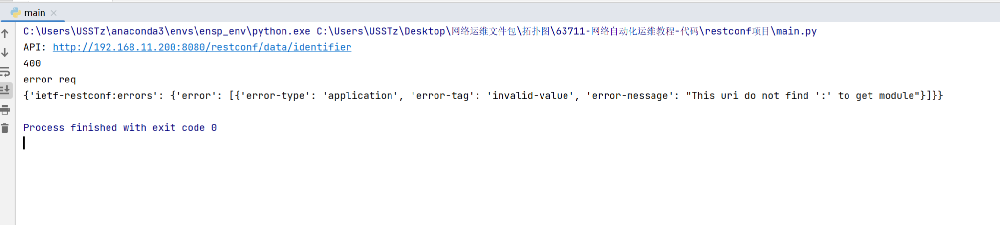 main
C:\Users\USSTz\anaconda3\envs\ensp_env\python.exe C:\Users\USSTz\Desktop\网络运维文件包\拓扑图\63711-网络自动化运维教程-代码\restconf项目\main.py
API: http://192.168.11.200:8080/restconf/data/identifier
400
error req
{'ietf-restconf:errors': {'error': [{'error-type': 'application', 'error-tag': 'invalid-value', 'error-message': "This uri do not find ':' to get module"}]}}
Process finished with exit code 0